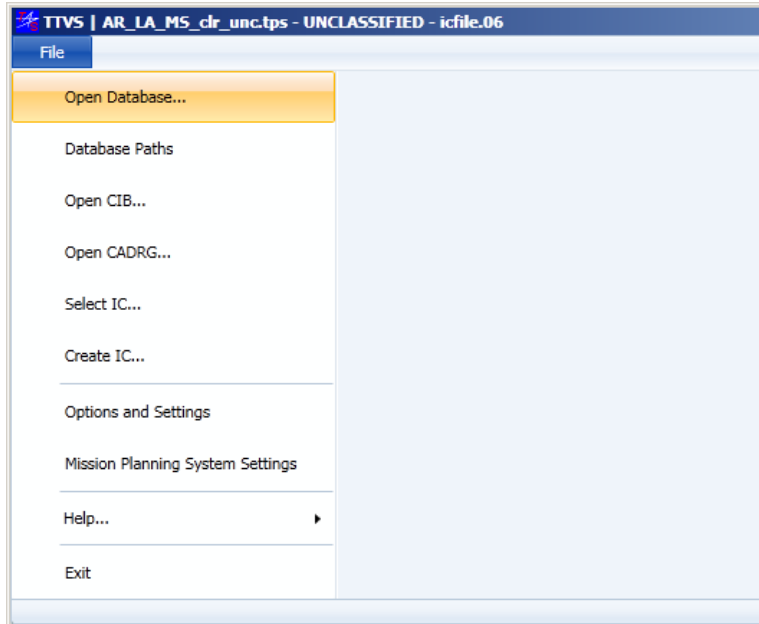 TTVS | AR_LA_MS_clr_unc.tps - UNCLASSIFIED - icfile.06
File
Open Database...
Database Paths
Open CIB...
Open CADRG...
Select IC...
Create IC...
Options and Settings
Mission Planning System Settings
Help...
Exit